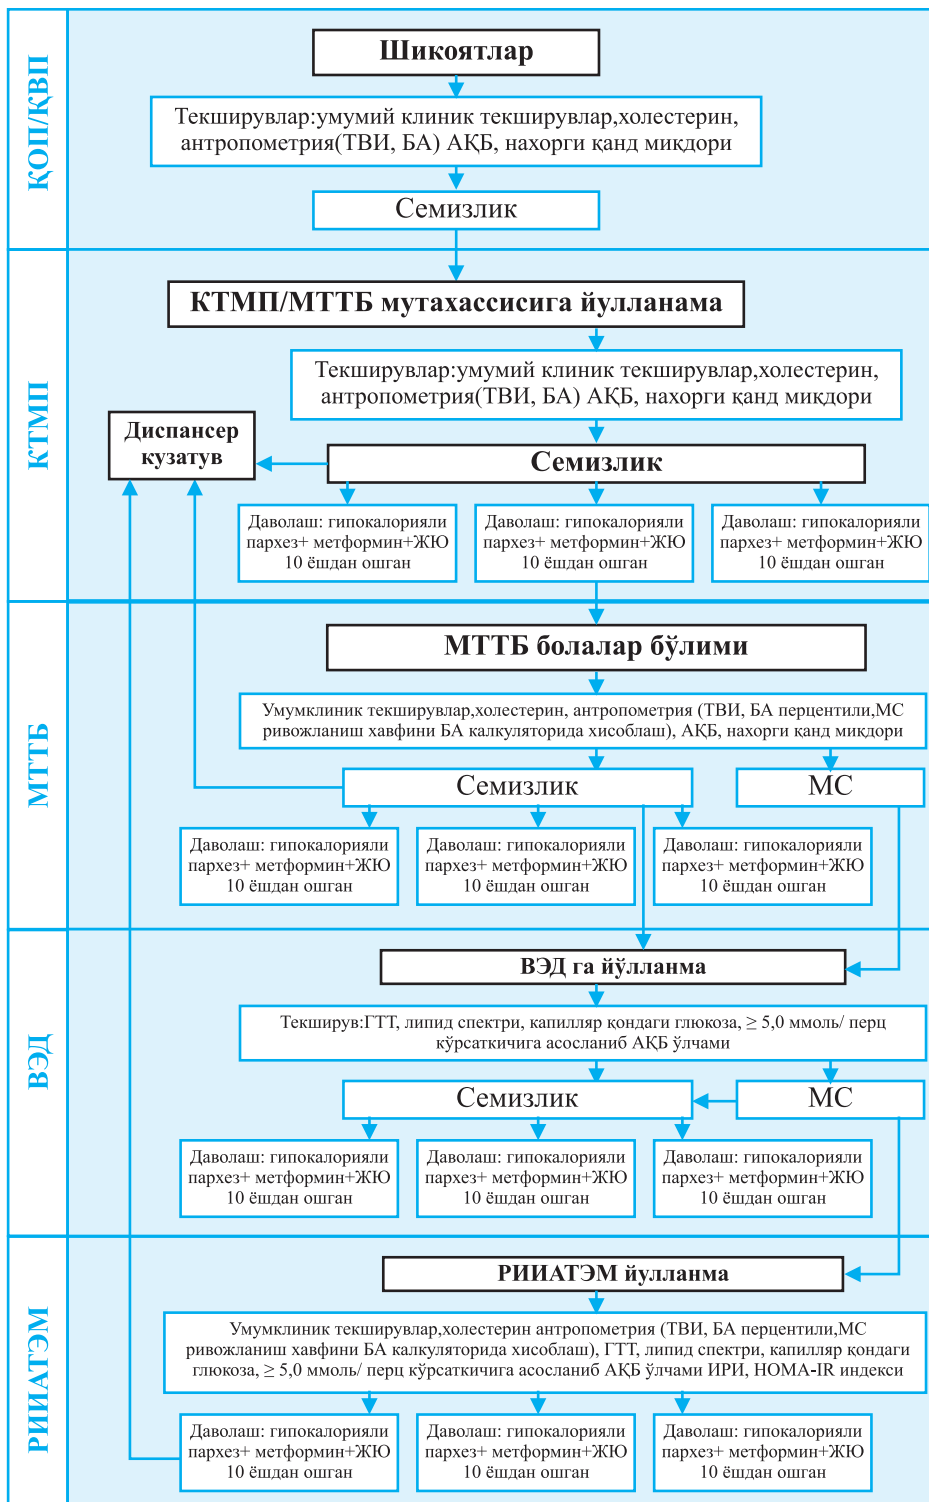 ҚОП/ҚВП
Шикоятлар
Текширувлар:умумий клиник текширувлар,холестерин,
антропометрия(ТВИ, БА) АҚБ, нахорги қанд микдори
Семизлик
КТМП
КТМП/МТТБ мутахассисига йулланама
Текширувлар:умумий клиник текширувлар,холестерин,
антропометрия(ТВИ, БА) АҚБ, нахорги қанд микдори
Диспансер
кузатув
Семизлик
Даволаш: гипокалорияли
пархез+ метформин+ЖЮ
10 ёшдан ошган
Даволаш: гипокалорияли
пархез+ метформин+ЖЮ
10 ёшдан ошган
Даволаш: гипокалорияли
пархез+ метформин+ЖЮ
10 ёшдан ошган
МТТБ
МТТБ болалар бўлими
Умумклиник текширувлар,холестерин, антропометрия (ТВИ, БА перцентили,МС
ривожланиш хавфини БА калкуляторида хисоблаш), АҚБ, нахорги қанд микдори
Семизлик
МС
Даволаш: гипокалорияли
пархез+ метформин+ЖЮ
10 ёшдан ошган
Даволаш: гипокалорияли
пархез+ метформин+ЖЮ
10 ёшдан ошган
Даволаш: гипокалорияли
пархез+ метформин+ЖЮ
10 ёшдан ошган
ВЭД
ВЭД га йўлланма
Текширув:ГТТ, липид спектри, капилляр қондаги глюкоза, ≥ 5,0 ммоль/ перц
кўрсаткичига асосланиб АҚБ ўлчами
Семизлик
МС
Даволаш: гипокалорияли
пархез+ метформин+ЖЮ
10 ёшдан ошган
Даволаш: гипокалорияли
пархез+ метформин+ЖЮ
10 ёшдан ошган
Даволаш: гипокалорияли
пархез+ метформин+ЖЮ
10 ёшдан ошган
РИИАТЭМ
РИИАТЭМ йулланма
Умумклиник текширувлар,холестерин антропометрия (ТВИ, БА перцентили,МС
ривожланиш хавфини БА калкуляторида хисоблаш), ГТТ, липид спектри, капилляр қондаги
глюкоза, ≥ 5,0 ммоль/ перц кўрсаткичига асосланиб АҚБ ўлчами ИРИ, HOMA-IR индекси
Даволаш: гипокалорияли
пархез+ метформин+ЖЮ
10 ёшдан ошган
Даволаш: гипокалорияли
пархез+ метформин+ЖЮ
10 ёшдан ошган
Даволаш: гипокалорияли
пархез+ метформин+ЖЮ
10 ёшдан ошган